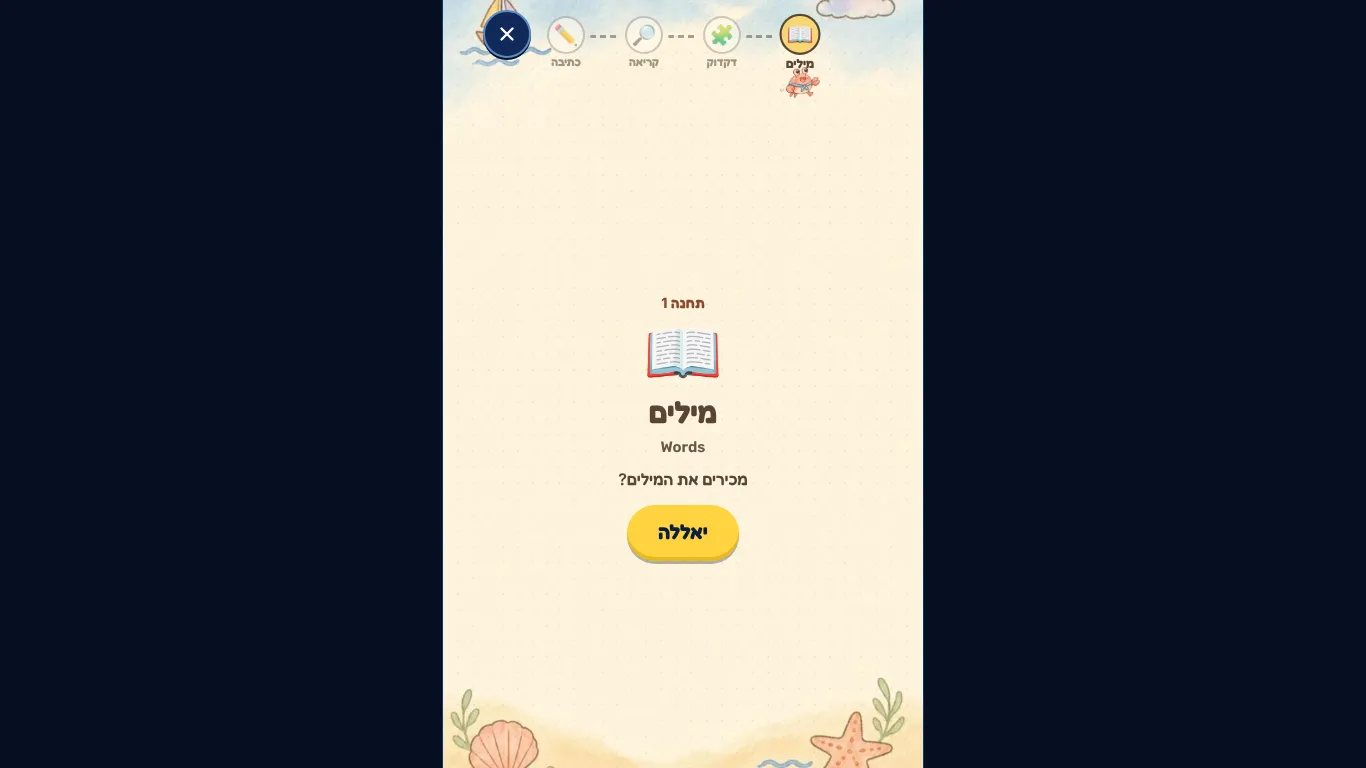 מילים
דקדוק
קריאה
כתיבה
תחנה 1
מילים
Words
מכירים את המילים?
יאללה